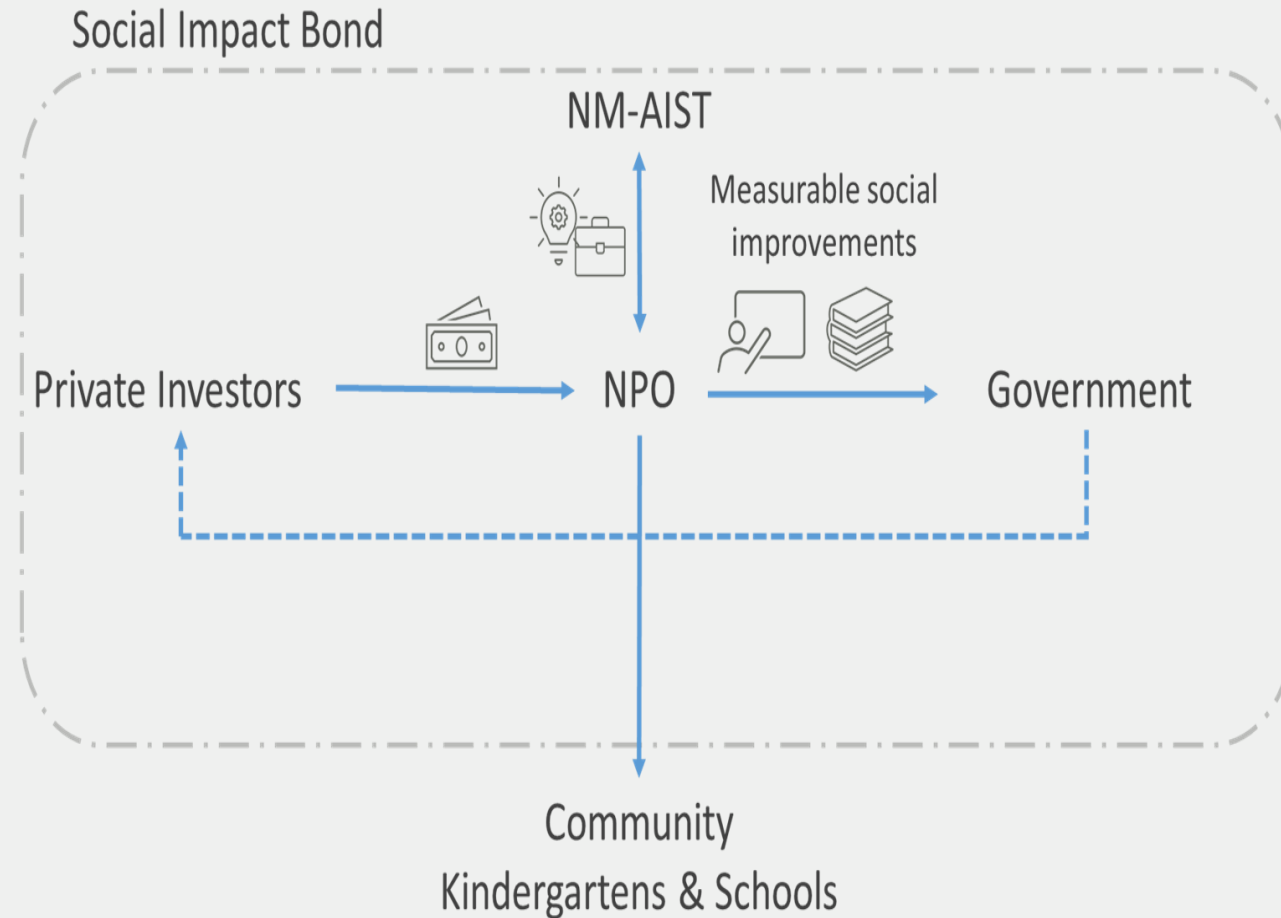 Social Impact Bond
NM-AIST
Measurable social
improvements
Private Investors
NPO
Government
Community
Kindergartens & Schools